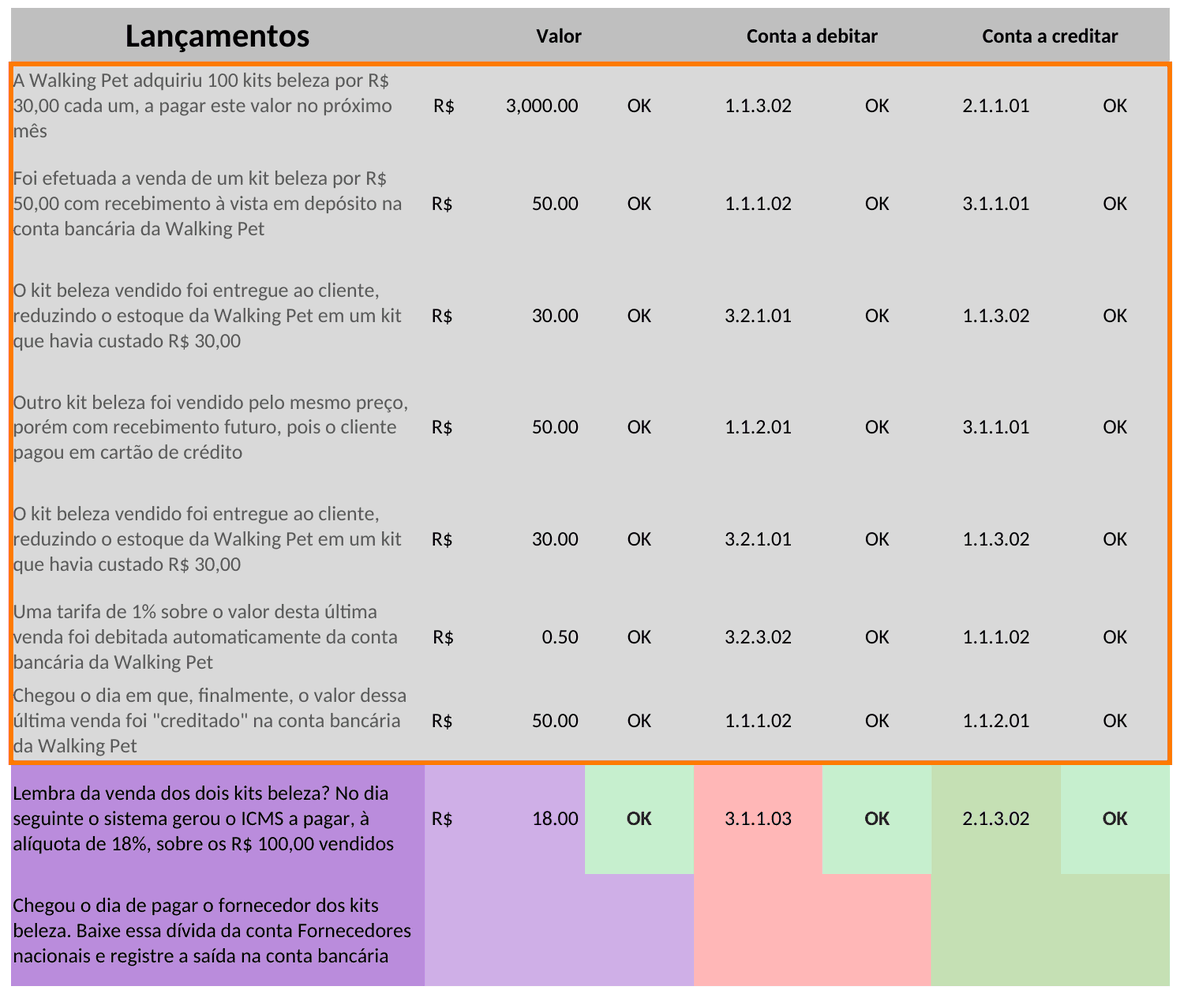 Lançamentos Valor Conta a debitar Conta a creditar
A Walking Pet adquiriu 100 kits beleza por R$
30,00 cada um, a pagar este valor no próximo
mês
R$ 3,000.00 OK 1.1.3.02 OK 2.1.1.01 OK
Foi efetuada a venda de um kit beleza por R$
50,00 com recebimento à vista em depósito na
conta bancária da Walking Pet
R$ 50.00 OK 1.1.1.02 OK 3.1.1.01 OK
O kit beleza vendido foi entregue ao cliente,
reduzindo o estoque da Walking Pet em um kit
que havia custado R$ 30,00
R$ 30.00 OK 3.2.1.01 OK 1.1.3.02 OK
Outro kit beleza foi vendido pelo mesmo preço,
porém com recebimento futuro, pois o cliente
pagou em cartão de crédito
R$ 50.00 OK 1.1.2.01 OK 3.1.1.01 OK
O kit beleza vendido foi entregue ao cliente,
reduzindo o estoque da Walking Pet em um kit
que havia custado R$ 30,00
R$ 30.00 OK 3.2.1.01 OK 1.1.3.02 OK
Uma tarifa de 1% sobre o valor desta última
venda foi debitada automaticamente da conta
bancária da Walking Pet
R$ 0.50 OK 3.2.3.02 OK 1.1.1.02 OK
Chegou o dia em que, finalmente, o valor dessa
última venda foi "creditado" na conta bancária
da Walking Pet
R$ 50.00 OK 1.1.1.02 OK 1.1.2.01 OK
Lembra da venda dos dois kits beleza? No dia
seguinte o sistema gerou o ICMS a pagar, à
alíquota de 18%, sobre os R$ 100,00 vendidos
R$ 18.00 OK 3.1.1.03 OK 2.1.3.02 OK
Chegou o dia de pagar o fornecedor dos kits
beleza. Baixe essa dívida da conta Fornecedores
nacionais e registre a saída na conta bancária